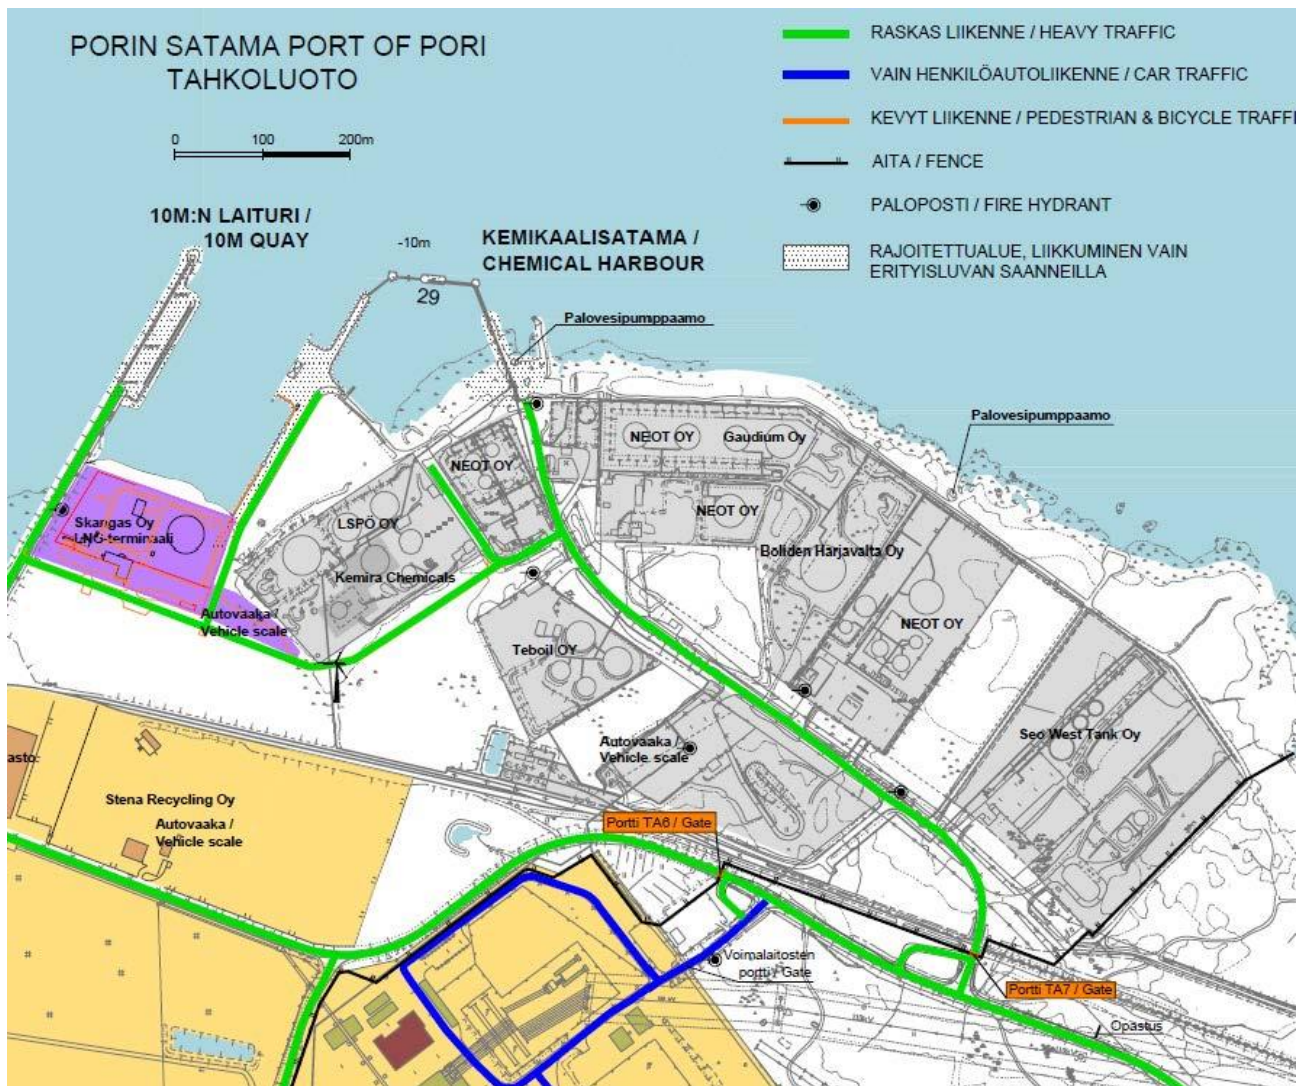 PORIN SATAMA PORT OF PORI
TAHKOLUOTO
0 100 200m
RASKAS LIIKENNE / HEAVY TRAFFIC
VAIN HENKILÖAUTOLIIKENNE / CAR TRAFFIC
KEVYT LIIKENNE / PEDESTRIAN & BICYCLE TRAFFI
AITA / FENCE
PALOPOSTI / FIRE HYDRANT
RAJOITETTUALUE, LIIKKUMINEN VAIN
ERITYISLUVAN SAANNEILLA
10M:N LAITURI /
10M QUAY
-10m
KEMIKAALISATAMA /
CHEMICAL HARBOUR
29
Palovesipumppaamo
Palovesipumppaamo
NEOT OY
Gaudium Oy
NEOT OY
LSPÖ OY
NEOT OY
Skangas Oy
LNG-terminaali
Boliden Harjavalta Oy
Kemira Chemicals
Autovaaka /
Vehicle scale
NEOT OY
Teboil OY
Autovaaka /
Vehicle scale
Seo West Tank Oy
asto
Stena Recycling Oy
Autovaaka /
Vehicle scale
Portti TA6 / Gate
Voimalaitosten
portti / Gate
Portti TA7 / Gate
Opastus